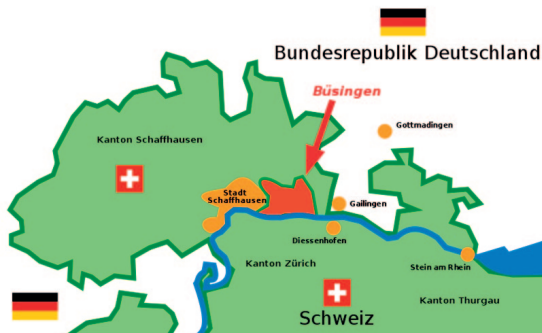 Bundesrepublik Deutschland
Büsingen
Gottmadingen
Kanton Schaffhausen
Stadt
Schaffhausen
Gailingen
Diessenhofen
Kanton Zürich
Stein am Rhein
Kanton Thurgau
Schweiz